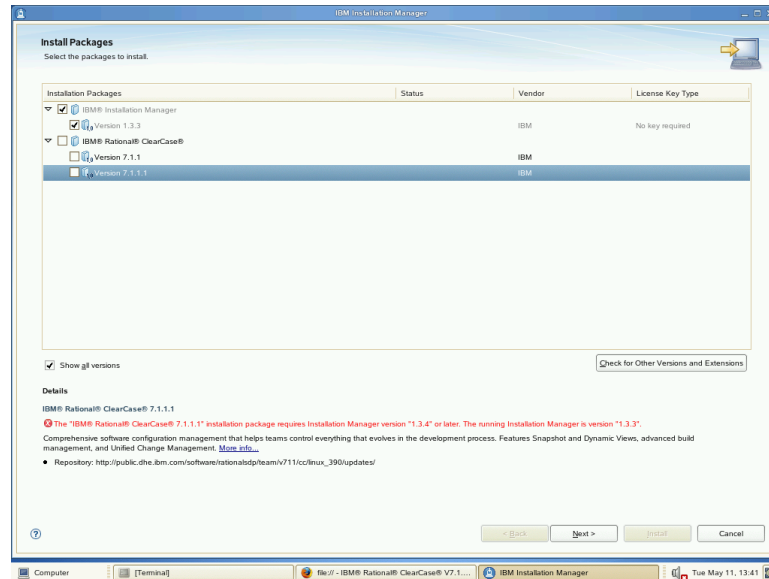 IBM Installation Manager
Install Packages
Select the packages to install.
Installation Packages Status Vendor License Key Type
IBM® Installation Manager
Version 1.3.3 IBM No key required
IBM® Rational® ClearCase®
Version 7.1.1 IBM
Version 7.1.1.1 IBM
Show all versions
Check for Other Versions and Extensions
Details
IBM® Rational® ClearCase® 7.1.1.1
The "IBM® Rational® ClearCase® 7.1.1.1" installation package requires Installation Manager version "1.3.4" or later. The running Installation Manager is version "1.3.3".
Comprehensive software configuration management that helps teams control everything that evolves in the development process. Features Snapshot and Dynamic Views, advanced build
management, and Unified Change Management. More info...
• Repository: http://public.dhe.ibm.com/software/rationalsdp/team/v711/cc/linux_390/updates/
? < Back Next > Install Cancel
Computer [Terminal] file:// - IBM® Rational® ClearCase® V7.1.... IBM Installation Manager Tue May 11, 13:41